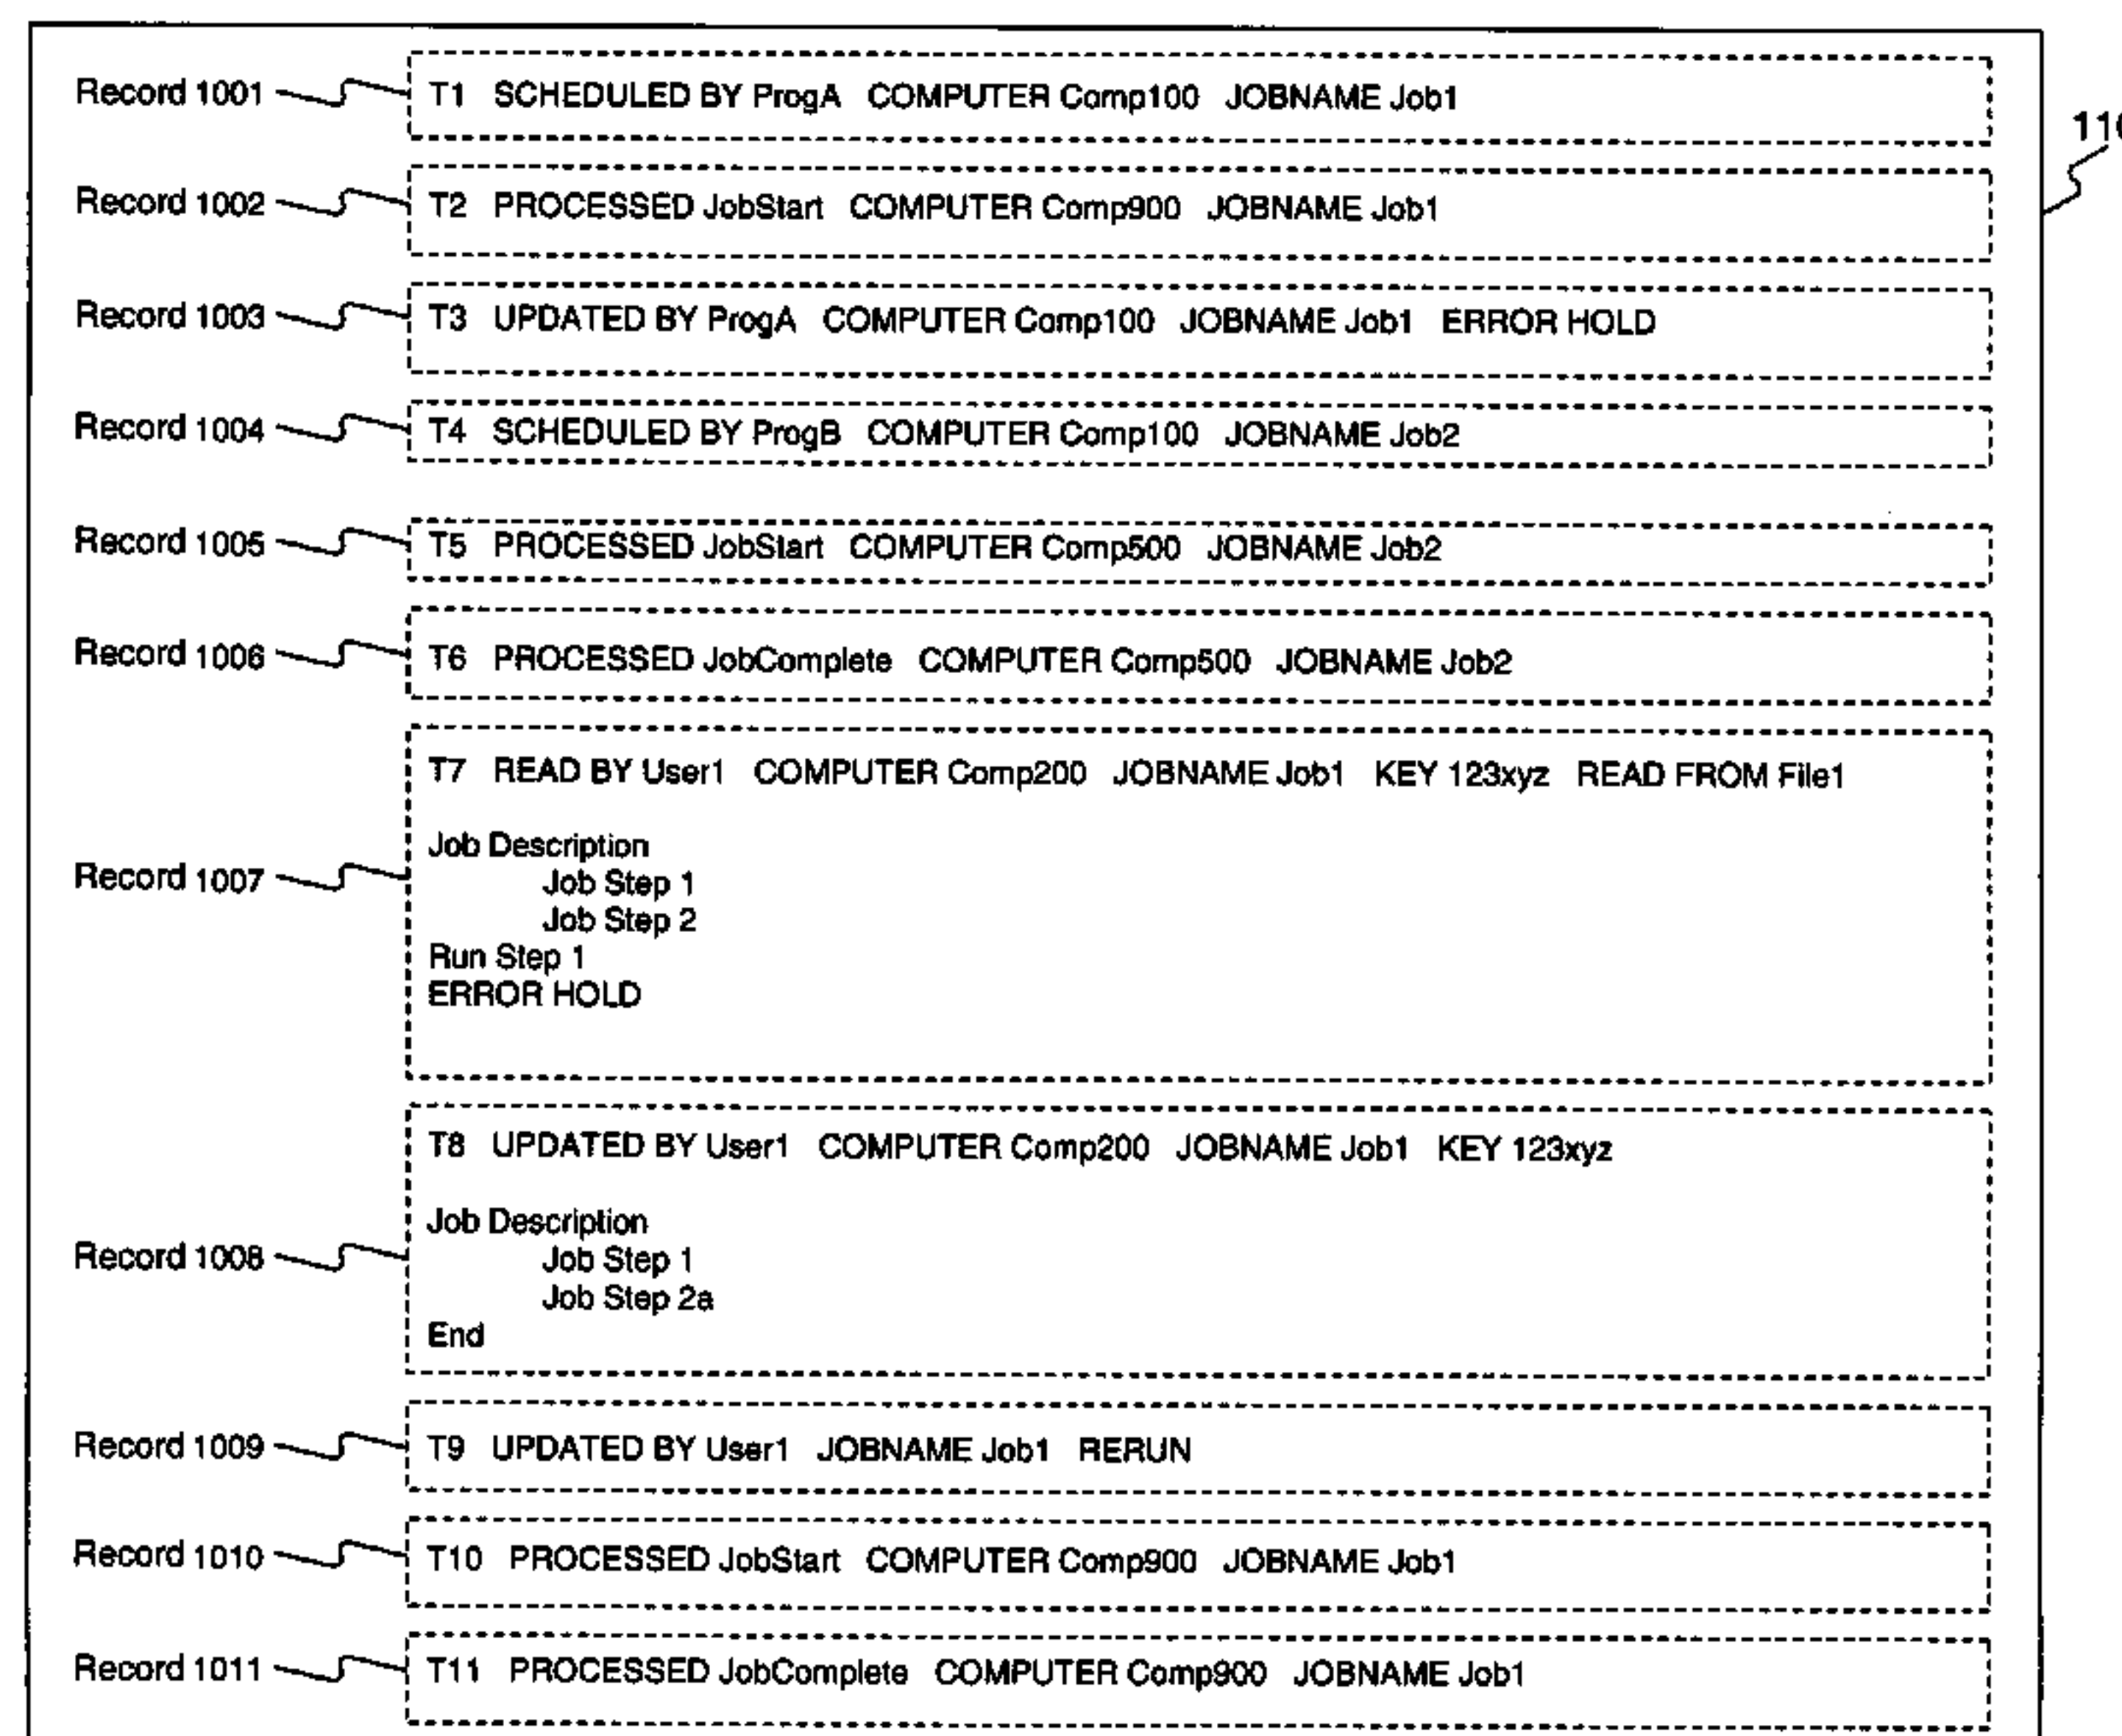 Record 1001 T1 SCHEDULED BY ProgA COMPUTER Comp100 JOBNAME Job1
Record 1002 T2 PROCESSED JobStart COMPUTER Comp900 JOBNAME Job1
Record 1003 T3 UPDATED BY ProgA COMPUTER Comp100 JOBNAME Job1 ERROR HOLD
Record 1004 T4 SCHEDULED BY ProgB COMPUTER Comp100 JOBNAME Job2
Record 1005 T5 PROCESSED JobStart COMPUTER Comp500 JOBNAME Job2
Record 1006 T6 PROCESSED JobComplete COMPUTER Comp500 JOBNAME Job2
T7 READ BY User1 COMPUTER Comp200 JOBNAME Job1 KEY 123xyz READ FROM File1
Job Description
Record 1007 Job Step 1
Job Step 2
Run Step 1
ERROR HOLD
T8 UPDATED BY User1 COMPUTER Comp200 JOBNAME Job1 KEY 123xyz
Job Description
Record 1008 Job Step 1
Job Step 2a
End
Record 1009 T9 UPDATED BY User1 JOBNAME Job1 RERUN
Record 1010 T10 PROCESSED JobStart COMPUTER Comp900 JOBNAME Job1
Record 1011 T11 PROCESSED JobComplete COMPUTER Comp900 JOBNAME Job1